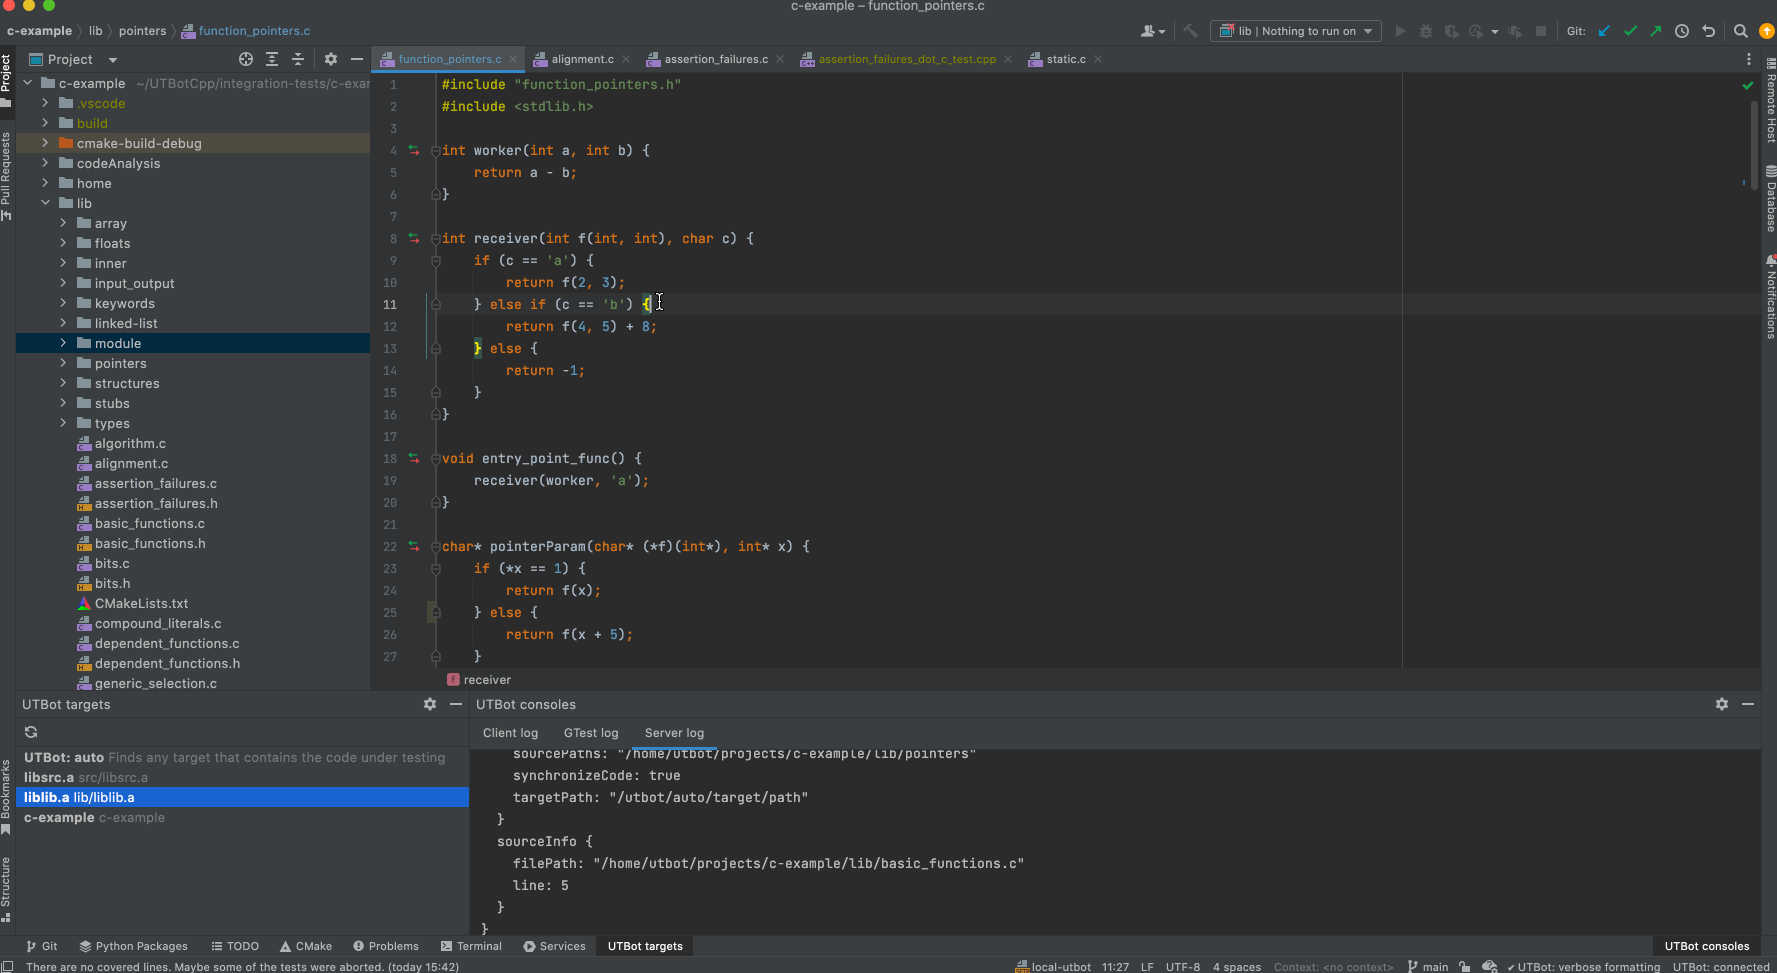 c-example – function_pointers.c
c-example lib pointers function_pointers.c
lib | Nothing to run on
Git:
Project
function_pointers.c
alignment.c
assertion_failures.c
assertion_failures_dot_c_test.cpp
static.c
Project
Pull Requests
Bookmarks
Structure
Remote Host
Database
Notifications
c-example ~/UTBotCpp/integration-tests/c-exar
.vscode
build
cmake-build-debug
codeAnalysis
home
lib
array
floats
inner
input_output
keywords
linked-list
module
pointers
structures
stubs
types
algorithm.c
alignment.c
assertion_failures.c
assertion_failures.h
basic_functions.c
basic_functions.h
bits.c
bits.h
CMakeLists.txt
compound_literals.c
dependent_functions.c
dependent_functions.h
generic_selection.c
1 #include "function_pointers.h"
2 #include <stdlib.h>
3
4 int worker(int a, int b) {
5 return a - b;
6 }
7
8 int receiver(int f(int, int), char c) {
9 if (c == 'a') {
10 return f(2, 3);
11 } else if (c == 'b') {
12 return f(4, 5) + 8;
13 } else {
14 return -1;
15 }
16 }
17
18 void entry_point_func() {
19 receiver(worker, 'a');
20 }
21
22 char* pointerParam(char* (*f)(int*), int* x) {
23 if (*x == 1) {
24 return f(x);
25 } else {
26 return f(x + 5);
27 }
f receiver
UTBot targets
UTBot: auto Finds any target that contains the code under testing
libsrc.a src/libsrc.a
liblib.a lib/liblib.a
c-example c-example
UTBot consoles
Client log GTest log Server log
sourcePaths: "/home/utbot/projects/c-example/lib/pointers"
synchronizeCode: true
targetPath: "/utbot/auto/target/path"
}
sourceInfo {
filePath: "/home/utbot/projects/c-example/lib/basic_functions.c"
line: 5
}
}
Git Python Packages TODO CMake Problems Terminal Services UTBot targets UTBot consoles
There are no covered lines. Maybe some of the tests were aborted. (today 15:42) local-utbot 11:27 LF UTF-8 4 spaces Context: <no context> main ✓ UTBot: verbose formatting UTBot: connected